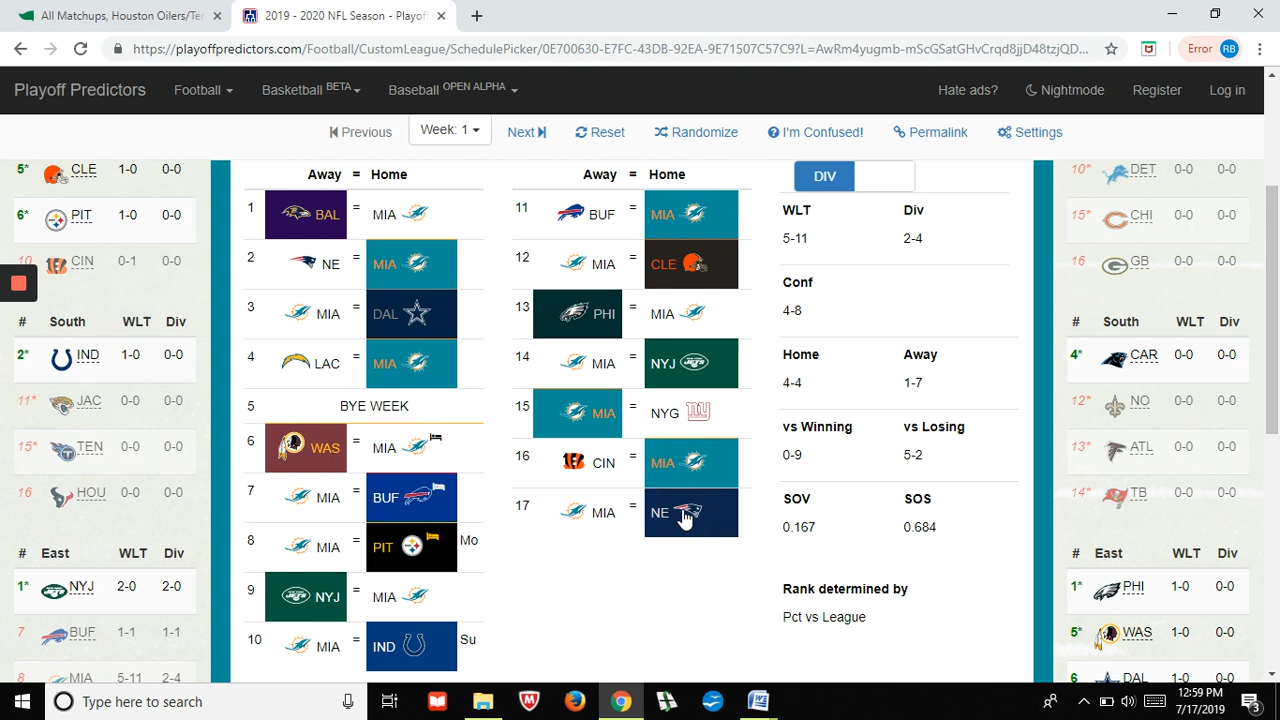 All Matchups, Houston Oilers/Ter
2019 - 2020 NFL Season - Playof
https://playoffpredictors.com/Football/CustomLeague/SchedulePicker/0E700630-E7FC-43DB-92EA-9E71507C57C9?L=AwRm4yugmb-mScGSatGHvCrqd8jjD48tzjQD...
Error RB
Playoff Predictors Football Basketball BETA Baseball OPEN ALPHA Hate ads? Nightmode Register Log in
Previous Week: 1 Next Reset Randomize I'm Confused! Permalink Settings
5* CLE 1-0 0-0
6* PIT 1-0 0-0
10 CIN 0-1 0-0
# South WLT Div
2* IND 1-0 0-0
11* JAC 0-0 0-0
15* TEN 0-0 0-0
16 HOU 0-0 0-0
# East WLT Div
1* NYJ 2-0 2-0
7 BUF 1-1 1-1
8 MIA 5-11 2-4
Away = Home
1 BAL = MIA
2 NE = MIA
3 MIA = DAL
4 LAC = MIA
5 BYE WEEK
6 WAS = MIA
7 MIA = BUF
8 MIA = PIT Mo
9 NYJ = MIA
10 MIA = IND Su
Away = Home
11 BUF = MIA
12 MIA = CLE
13 PHI = MIA
14 MIA = NYJ
15 MIA = NYG ny
16 CIN = MIA
17 MIA = NE
DIV
WLT Div
5-11 2-4
Conf
4-8
Home Away
4-4 1-7
vs Winning vs Losing
0-9 5-2
SOV SOS
0.167 0.684
Rank determined by
Pct vs League
10* DET 0-0 0-0
15* CHI 0-0 0-0
16 GB 0-0 0-0
# South WLT Div
4* CAR 0-0 0-0
12* NO 0-0 0-0
13* ATL 0-0 0-0
14* TB 0-0 0-0
# East WLT Div
1* PHI 1-0 0-0
5* WAS 1-0 0-0
6 DAL 1-0 0-0
Type here to search
12:59 PM
7/17/2019
3